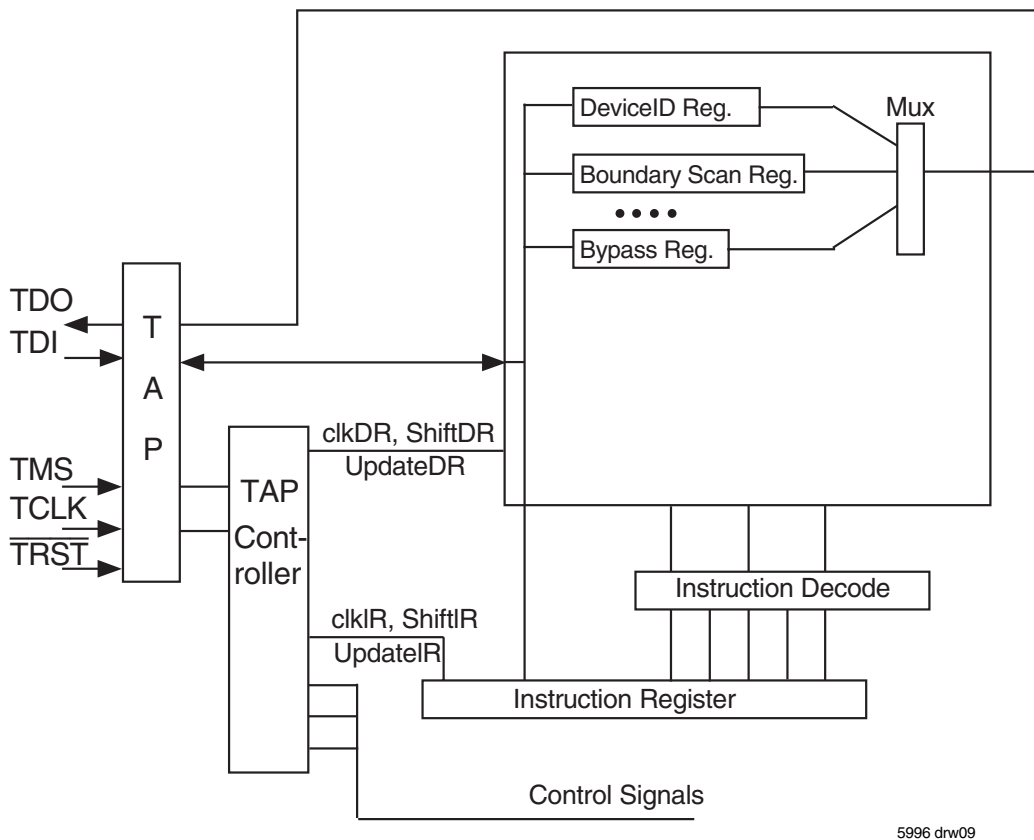 DeviceID Reg.
Mux
Boundary Scan Reg.
Bypass Reg.
TDO
TDI
T
A
P
clkDR, ShiftDR
UpdateDR
TMS
TCLK
TRST
TAP
Cont-
roller
Instruction Decode
clkIR, ShiftIR
UpdateIR
Instruction Register
Control Signals
5996 drw09